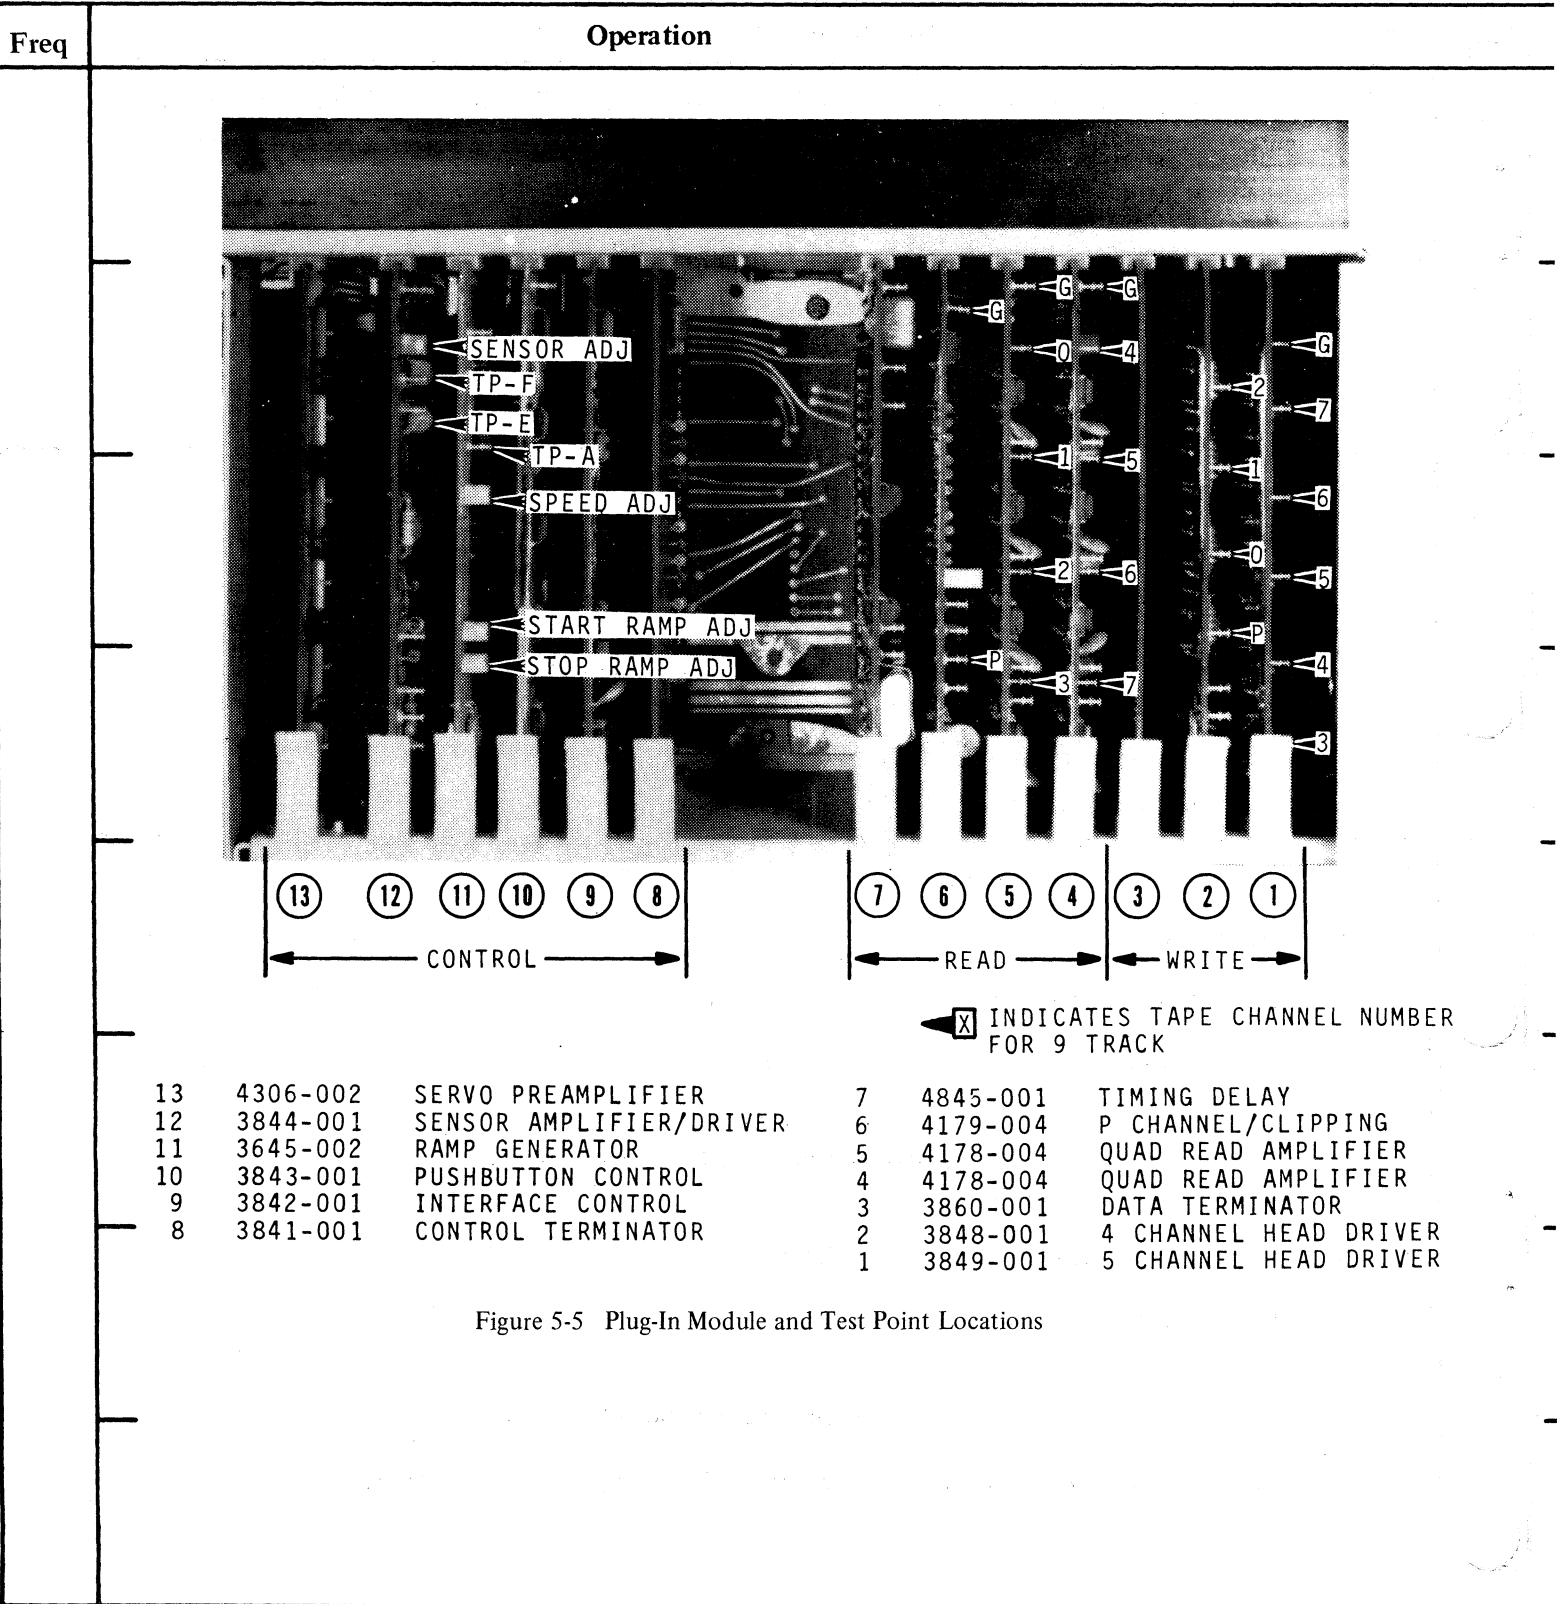 Freq Operation
G G
G
SENSOR ADJ 0 4 G
TP-F 2
TP-E 7
TP-A 1 5 1
SPEED ADJ 6
0
2 6 5
START RAMP ADJ P
STOP RAMP ADJ P 4
3 7
3
13 12 11 10 9 8 7 6 5 4 3 2 1
CONTROL READ WRITE
X INDICATES TAPE CHANNEL NUMBER
FOR 9 TRACK
13 4306-002 SERVO PREAMPLIFIER
12 3844-001 SENSOR AMPLIFIER/DRIVER
11 3645-002 RAMP GENERATOR
10 3843-001 PUSHBUTTON CONTROL
9 3842-001 INTERFACE CONTROL
8 3841-001 CONTROL TERMINATOR
7 4845-001 TIMING DELAY
6 4179-004 P CHANNEL/CLIPPING
5 4178-004 QUAD READ AMPLIFIER
4 4178-004 QUAD READ AMPLIFIER
3 3860-001 DATA TERMINATOR
2 3848-001 4 CHANNEL HEAD DRIVER
1 3849-001 5 CHANNEL HEAD DRIVER
Figure 5-5 Plug-In Module and Test Point Locations